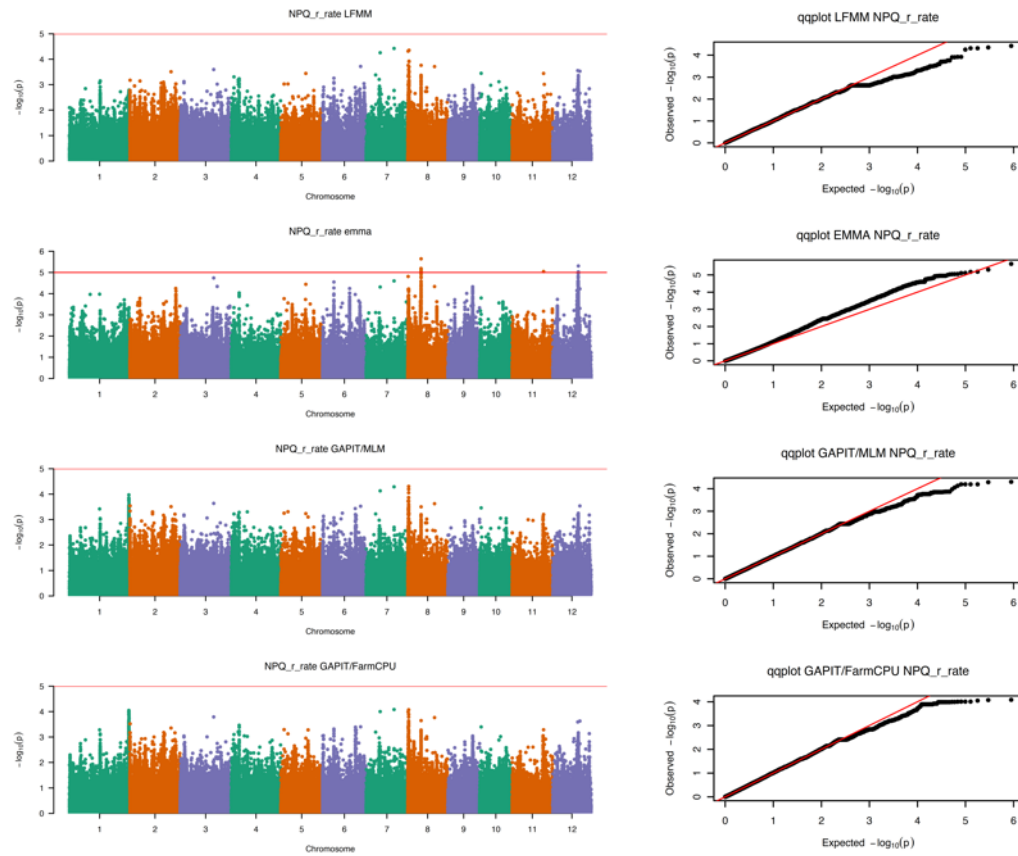 NPQ_r_rate LFMM
5
4
3
2
1
0
−log₁₀(p)
1 2 3 4 5 6 7 8 9 10 11 12
Chromosome
qqplot LFMM NPQ_r_rate
4
3
2
1
0
Observed −log₁₀(p)
0 1 2 3 4 5 6
Expected −log₁₀(p)
NPQ_r_rate emma
6
5
4
3
2
1
0
−log₁₀(p)
1 2 3 4 5 6 7 8 9 10 11 12
Chromosome
qqplot EMMA NPQ_r_rate
5
4
3
2
1
0
Observed −log₁₀(p)
0 1 2 3 4 5 6
Expected −log₁₀(p)
NPQ_r_rate GAPIT/MLM
5
4
3
2
1
0
−log₁₀(p)
1 2 3 4 5 6 7 8 9 10 11 12
Chromosome
qqplot GAPIT/MLM NPQ_r_rate
4
3
2
1
0
Observed −log₁₀(p)
0 1 2 3 4 5 6
Expected −log₁₀(p)
NPQ_r_rate GAPIT/FarmCPU
5
4
3
2
1
0
−log₁₀(p)
1 2 3 4 5 6 7 8 9 10 11 12
Chromosome
qqplot GAPIT/FarmCPU NPQ_r_rate
4
3
2
1
0
Observed −log₁₀(p)
0 1 2 3 4 5 6
Expected −log₁₀(p)